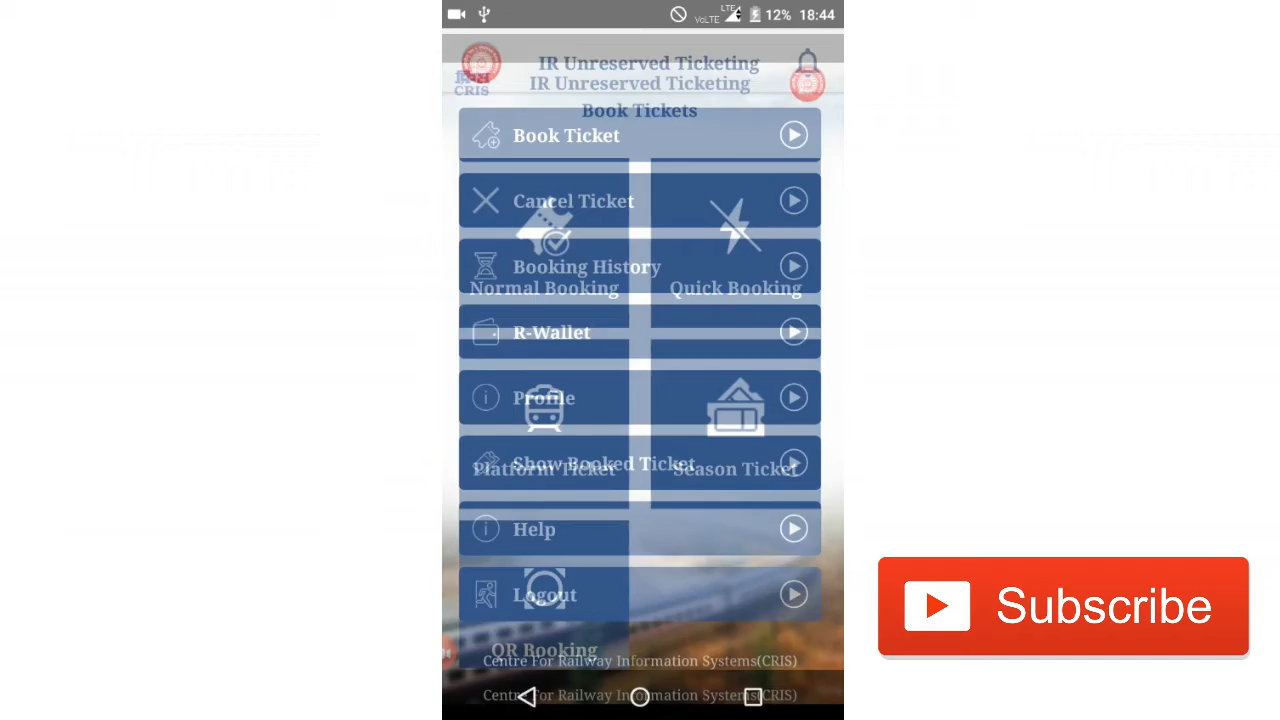 LTE
VoLTE
12% 18:44
IR Unreserved Ticketing
CRIS
IR Unreserved Ticketing
Book Tickets
Book Ticket
Cancel Ticket
Booking History
Normal Booking
Quick Booking
R-Wallet
Profile
Show Booked Ticket
Platform Ticket
Season Ticket
Help
Logout
QR Booking
Centre For Railway Information Systems(CRIS)
Centre For Railway Information Systems(CRIS)
Subscribe